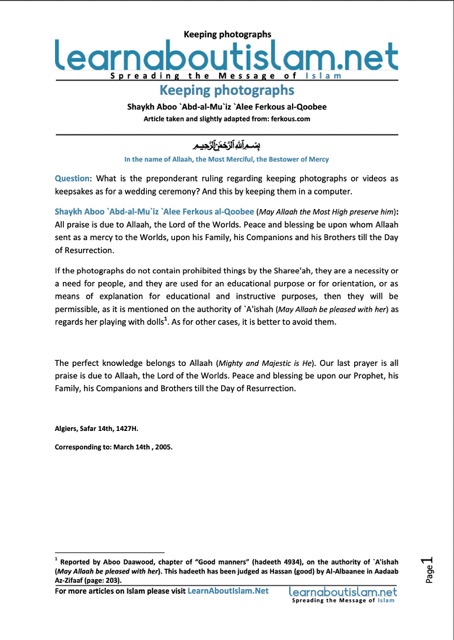 Keeping photographs
learnaboutislam.net
Spreading the Message of Islam
Keeping photographs
Shaykh Aboo `Abd-al-Mu`iz `Alee Ferkous al-Qoobee
Article taken and slightly adapted from: ferkous.com
بِسْمِ اللَّهِ الرَّحْمَنِ الرَّحِيمِ
In the name of Allaah, the Most Merciful, the Bestower of Mercy
Question: What is the preponderant ruling regarding keeping photographs or videos as
keepsakes as for a wedding ceremony? And this by keeping them in a computer.
Shaykh Aboo `Abd-al-Mu`iz `Alee Ferkous al-Qoobee (May Allaah the Most High preserve him):
All praise is due to Allaah, the Lord of the Worlds. Peace and blessing be upon whom Allaah
sent as a mercy to the Worlds, upon his Family, his Companions and his Brothers till the Day
of Resurrection.
If the photographs do not contain prohibited things by the Sharee'ah, they are a necessity or
a need for people, and they are used for an educational purpose or for orientation, or as
means of explanation for educational and instructive purposes, then they will be
permissible, as it is mentioned on the authority of `A'ishah (May Allaah be pleased with her) as
regards her playing with dolls1. As for other cases, it is better to avoid them.
The perfect knowledge belongs to Allaah (Mighty and Majestic is He). Our last prayer is all
praise is due to Allaah, the Lord of the Worlds. Peace and blessing be upon our Prophet, his
Family, his Companions and Brothers till the Day of Resurrection.
Algiers, Safar 14th, 1427H.
Corresponding to: March 14th , 2005.
1 Reported by Aboo Daawood, chapter of “Good manners” (hadeeth 4934), on the authority of `A'ishah
(May Allaah be pleased with her). This hadeeth has been judged as Hassan (good) by Al-Albaanee in Aadaab
Az-Zifaaf (page: 203).
For more articles on Islam please visit LearnAboutIslam.Net
learnaboutislam.net
Spreading the Message of Islam
Page 1